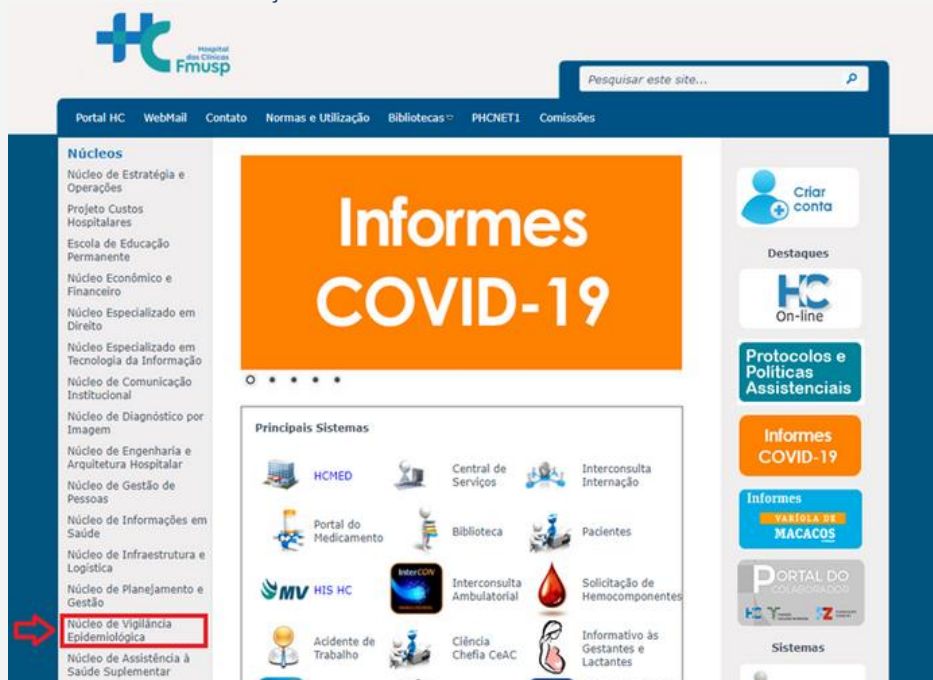 HC
Hospital
das Clínicas
Fmusp
Pesquisar este site...
Portal HC WebMail Contato Normas e Utilização Bibliotecas PHCNET1 Comissões
Núcleos
Núcleo de Estratégia e
Operações
Projeto Custos
Hospitalares
Escola de Educação
Permanente
Núcleo Econômico e
Financeiro
Núcleo Especializado em
Direito
Núcleo Especializado em
Tecnologia da Informação
Núcleo de Comunicação
Institucional
Núcleo de Diagnóstico por
Imagem
Núcleo de Engenharia e
Arquitetura Hospitalar
Núcleo de Gestão de
Pessoas
Núcleo de Informações em
Saúde
Núcleo de Infraestrutura e
Logística
Núcleo de Planejamento e
Gestão
Núcleo de Vigilância
Epidemiológica
Núcleo de Assistência à
Saúde Suplementar
Informes
COVID-19
Principais Sistemas
HCMED
Central de
Serviços
Interconsulta
Internação
Portal do
Medicamento
Biblioteca
Pacientes
MV HIS HC
InterCON
Interconsulta
Ambulatorial
Solicitação de
Hemocomponentes
Acidente de
Trabalho
Ciência
Chefia CeAC
Informativo às
Gestantes e
Lactantes
Criar
conta
Destaques
HC
On-line
Protocolos e
Políticas
Assistenciais
Informes
COVID-19
Informes
VARÍOLA DE
MACACOS
PORTAL DO
COLABORADOR
HC
Sistemas